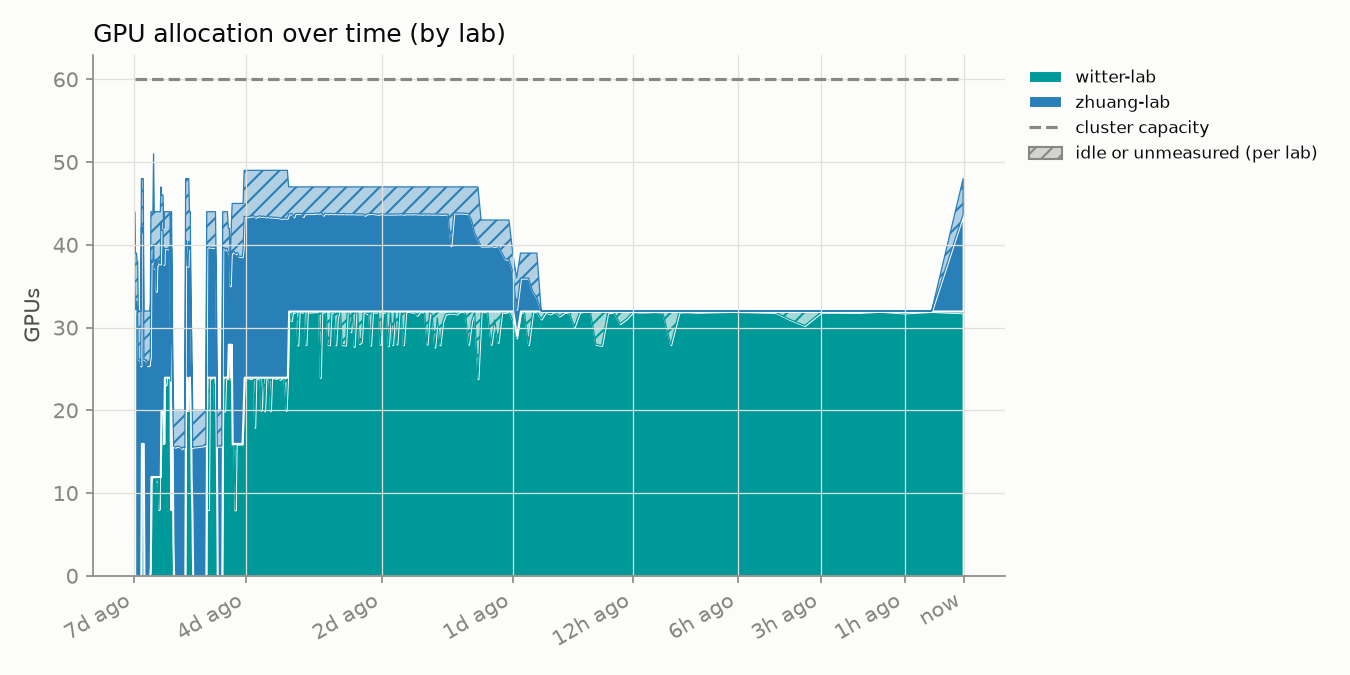 GPU allocation over time (by lab)
witter-lab
zhuang-lab
cluster capacity
idle or unmeasured (per lab)
GPUs
60
50
40
30
20
10
0
7d ago
4d ago
2d ago
1d ago
12h ago
6h ago
3h ago
1h ago
now